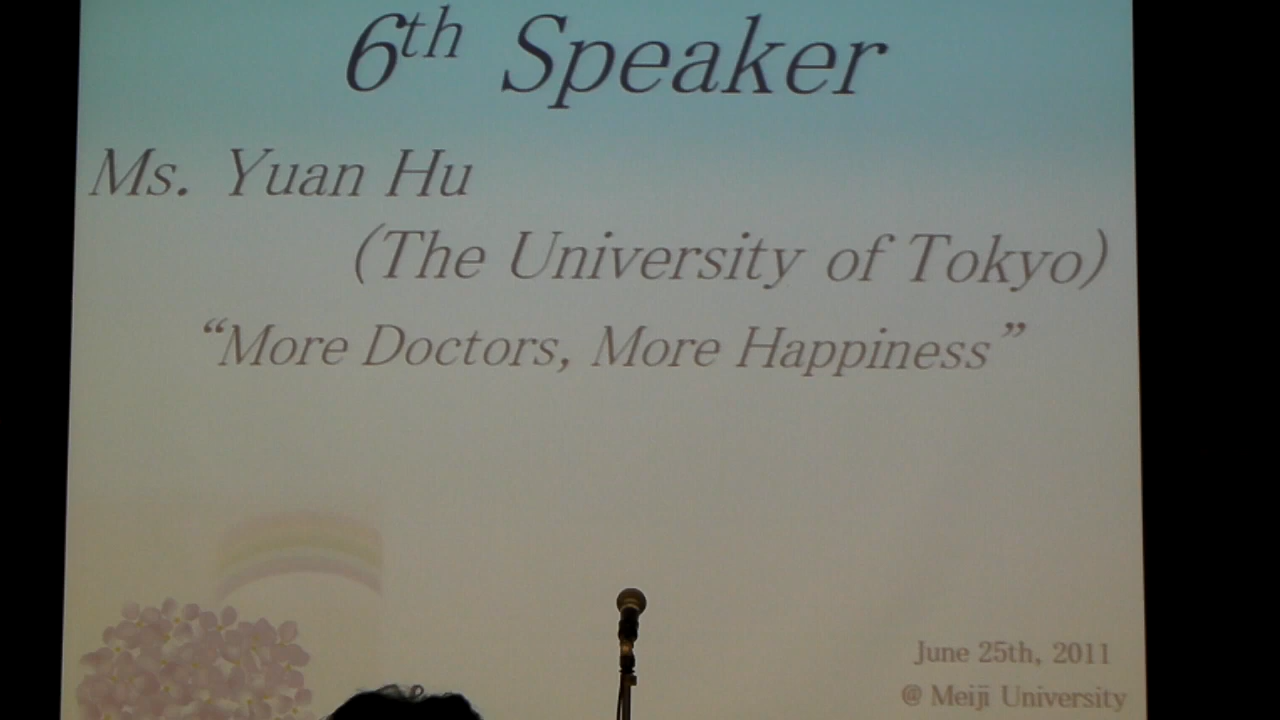 6th Speaker
Ms. Yuan Hu
(The University of Tokyo)
“More Doctors, More Happiness”
June 25th, 2011
@ Meiji University